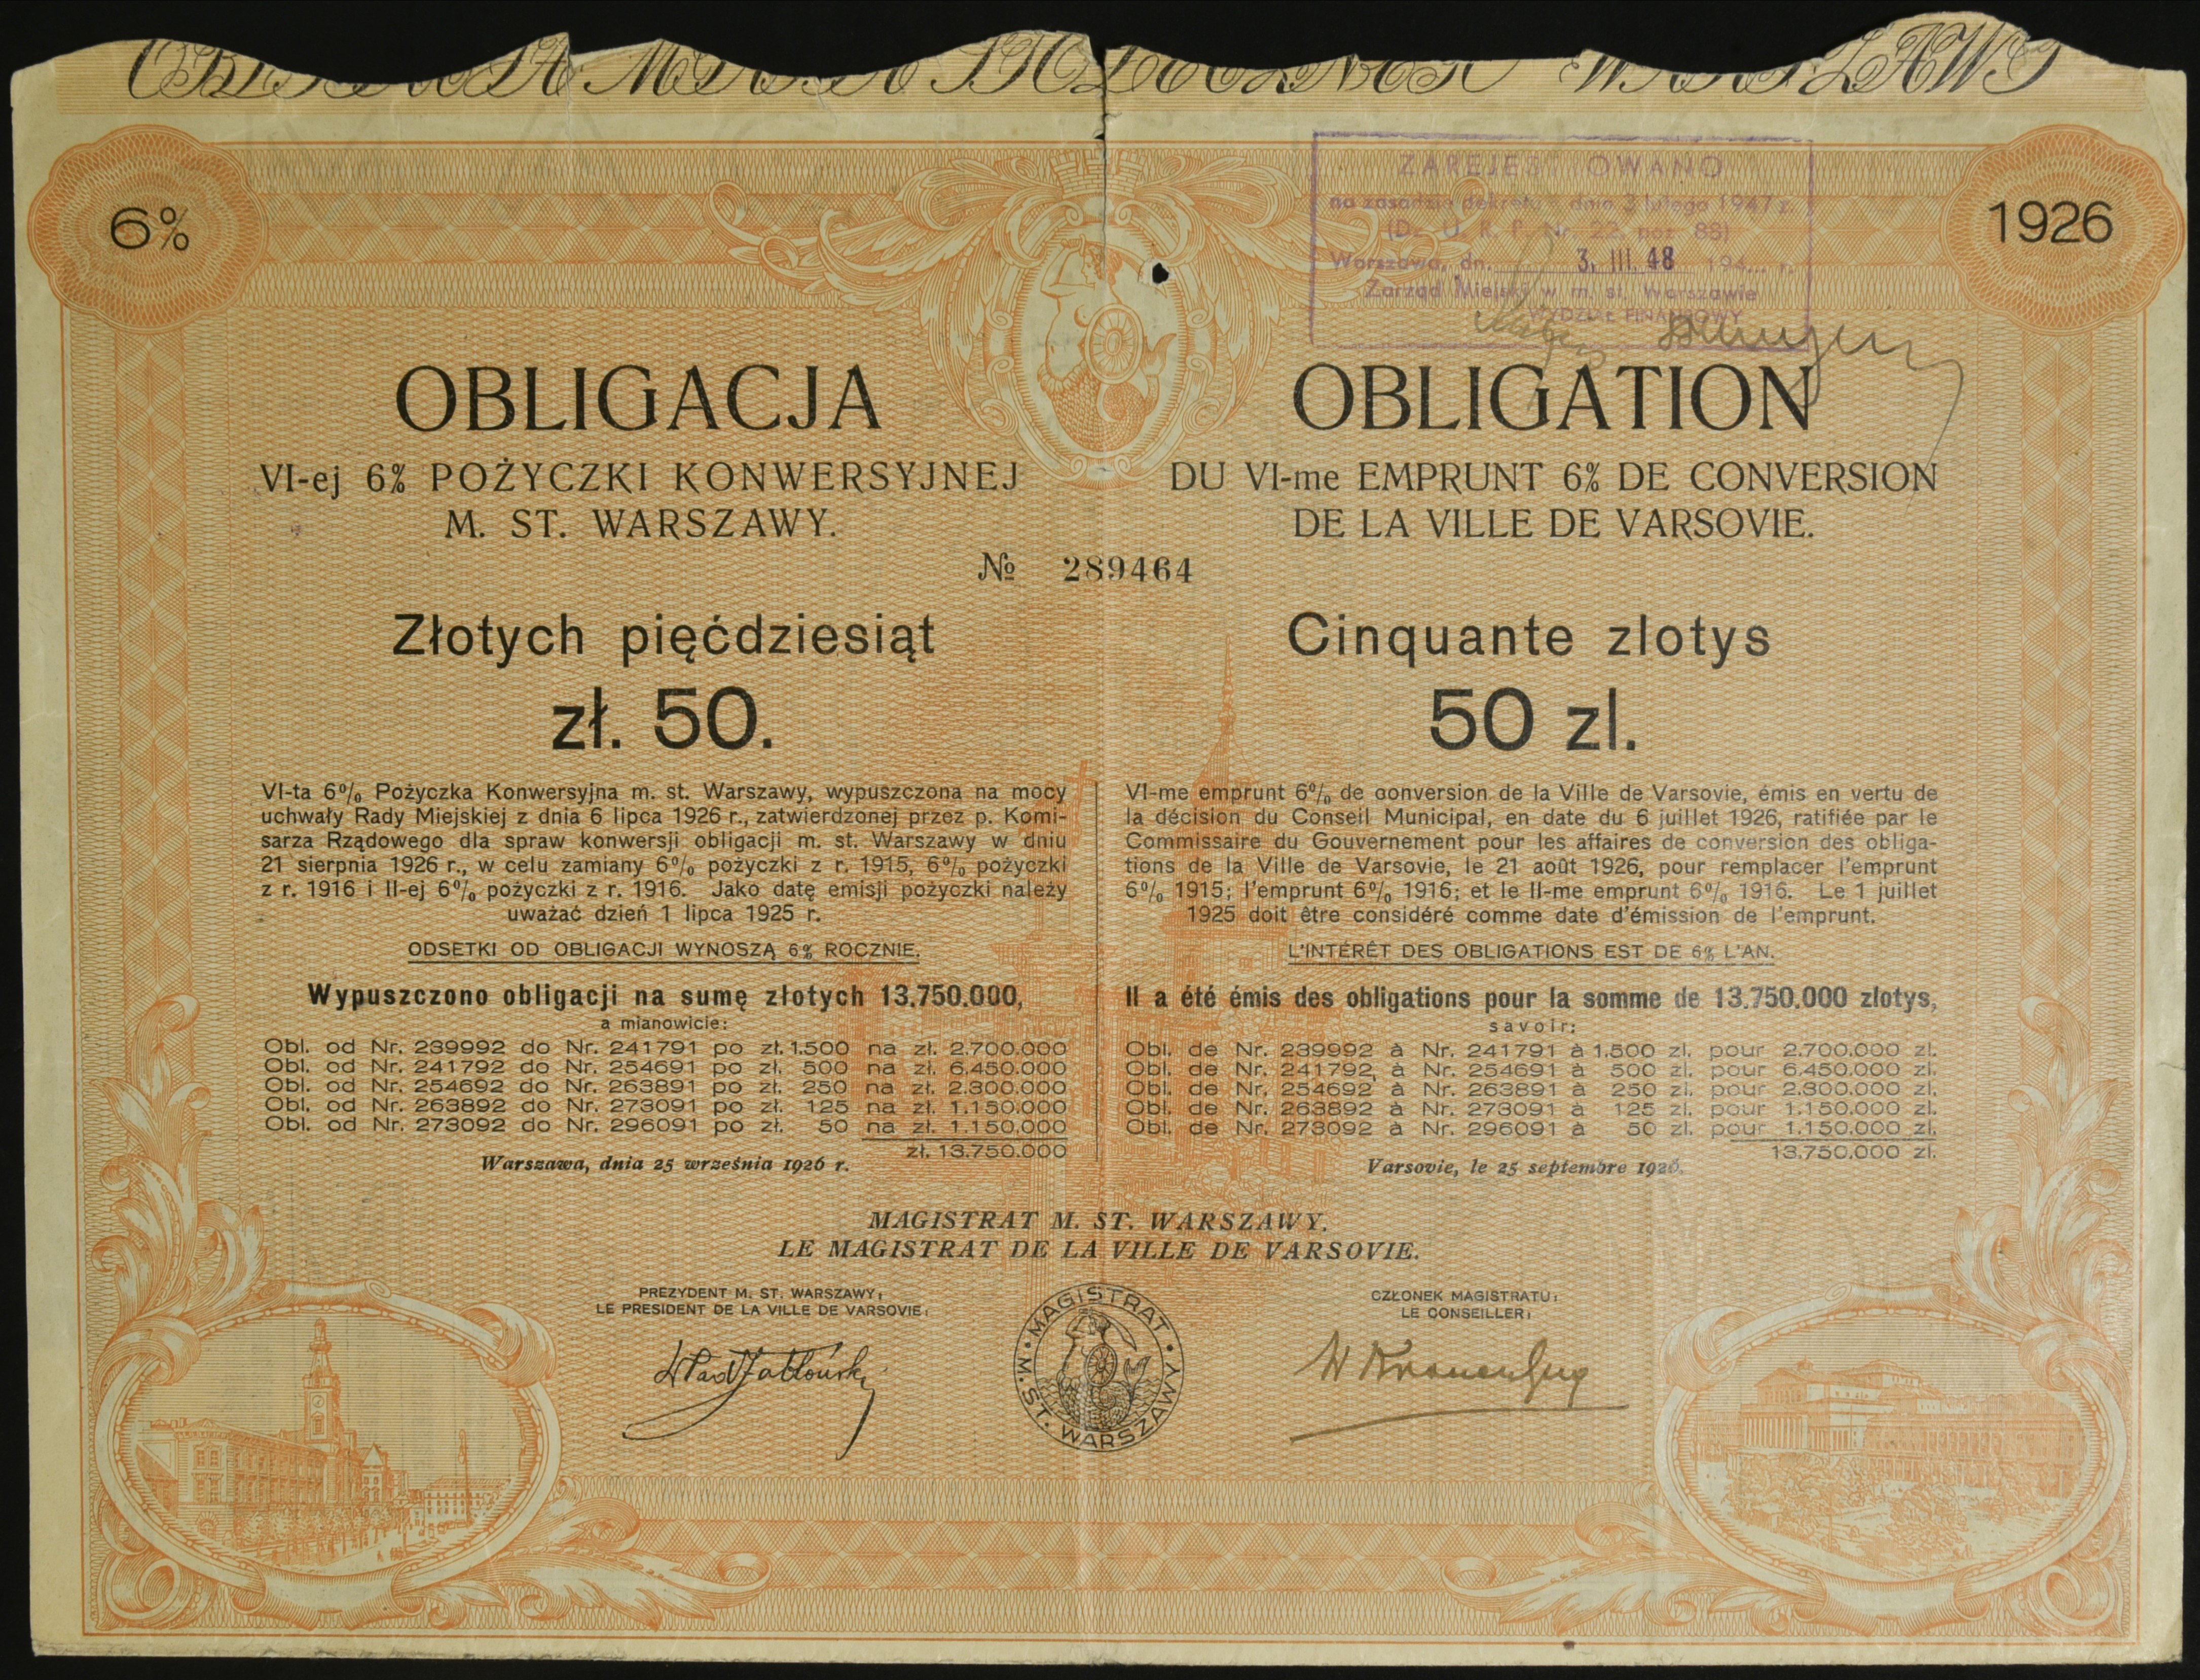 6%
1926
ZAREJESTROWANO
na zasadzie dekretu z dnia 3 lutego 1947 r.
(Dz. U. R. P. Nr. 22, poz. 88)
Warszawa, dn. 3. III. 48 194... r.
Zarząd Miejski w m. st. Warszawie
WYDZIAŁ FINANSOWY
OBLIGACJA
VI-ej 6% POŻYCZKI KONWERSYJNEJ
M. ST. WARSZAWY.
OBLIGATION
DU VI-me EMPRUNT 6% DE CONVERSION
DE LA VILLE DE VARSOVIE.
№ 289464
Złotych pięćdziesiąt
zł. 50.
Cinquante zlotys
50 zl.
VI-ta 6% Pożyczka Konwersyjna m. st. Warszawy, wypuszczona na mocy
uchwały Rady Miejskiej z dnia 6 lipca 1926 r., zatwierdzonej przez p. Komi-
sarza Rządowego dla spraw konwersji obligacji m. st. Warszawy w dniu
21 sierpnia 1926 r., w celu zamiany 6% pożyczki z r. 1915, 6% pożyczki
z r. 1916 i II-ej 6% pożyczki z r. 1916. Jako datę emisji pożyczki należy
uważać dzień 1 lipca 1925 r.
ODSETKI OD OBLIGACJI WYNOSZĄ 6% ROCZNIE.
Wypuszczono obligacji na sumę złotych 13.750.000,
a mianowicie:
Obl. od Nr. 239992 do Nr. 241791 po zł. 1.500 na zł. 2.700.000
Obl. od Nr. 241792 do Nr. 254691 po zł. 500 na zł. 6.450.000
Obl. od Nr. 254692 do Nr. 263891 po zł. 250 na zł. 2.300.000
Obl. od Nr. 263892 do Nr. 273091 po zł. 125 na zł. 1.150.000
Obl. od Nr. 273092 do Nr. 296091 po zł. 50 na zł. 1.150.000
zł. 13.750.000
Warszawa, dnia 25 września 1926 r.
VI-me emprunt 6% de conversion de la Ville de Varsovie, émis en vertu de
la décision du Conseil Municipal, en date du 6 juillet 1926, ratifiée par le
Commissaire du Gouvernement pour les affaires de conversion des obliga-
tions de la Ville de Varsovie, le 21 août 1926, pour remplacer l'emprunt
6% 1915; l'emprunt 6% 1916; et le II-me emprunt 6% 1916. Le 1 juillet
1925 doit être considéré comme date d'émission de l'emprunt.
L'INTÉRÊT DES OBLIGATIONS EST DE 6% L'AN.
Il a été émis des obligations pour la somme de 13.750.000 zlotys,
savoir:
Obl. de Nr. 239992 à Nr. 241791 à 1.500 zl. pour 2.700.000 zl.
Obl. de Nr. 241792 à Nr. 254691 à 500 zl. pour 6.450.000 zl.
Obl. de Nr. 254692 à Nr. 263891 à 250 zl. pour 2.300.000 zl.
Obl. de Nr. 263892 à Nr. 273091 à 125 zl. pour 1.150.000 zl.
Obl. de Nr. 273092 à Nr. 296091 à 50 zl. pour 1.150.000 zl.
13.750.000 zl.
Varsovie, le 25 septembre 1926.
MAGISTRAT M. ST. WARSZAWY.
LE MAGISTRAT DE LA VILLE DE VARSOVIE.
PREZYDENT M. ST. WARSZAWY:
LE PRESIDENT DE LA VILLE DE VARSOVIE:
MAGISTRAT
M. ST. WARSZAWY
CZŁONEK MAGISTRATU:
LE CONSEILLER: